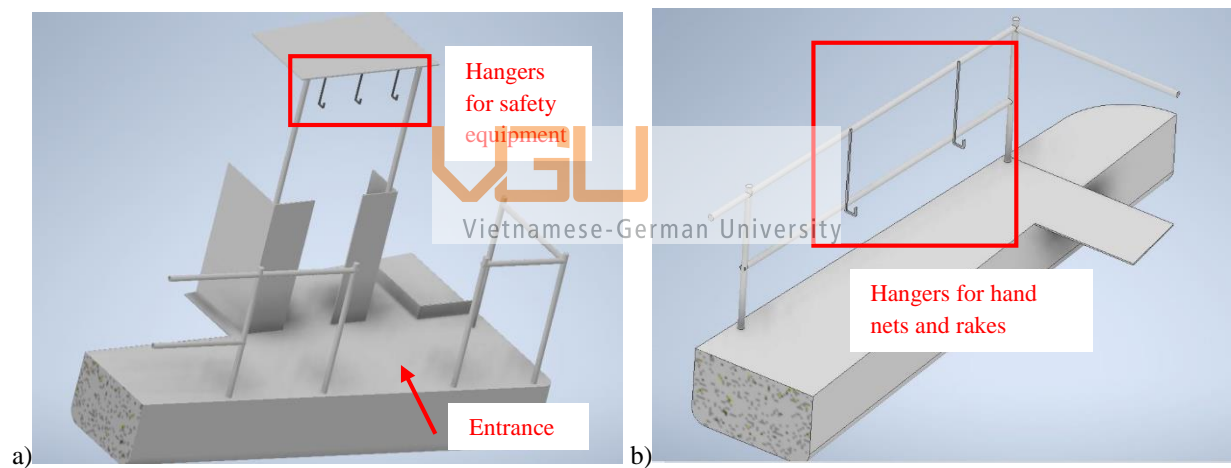 Hangers
for safety
equipment
VGU
Vietnamese-German University
Entrance
a)
Hangers for hand
nets and rakes
b)